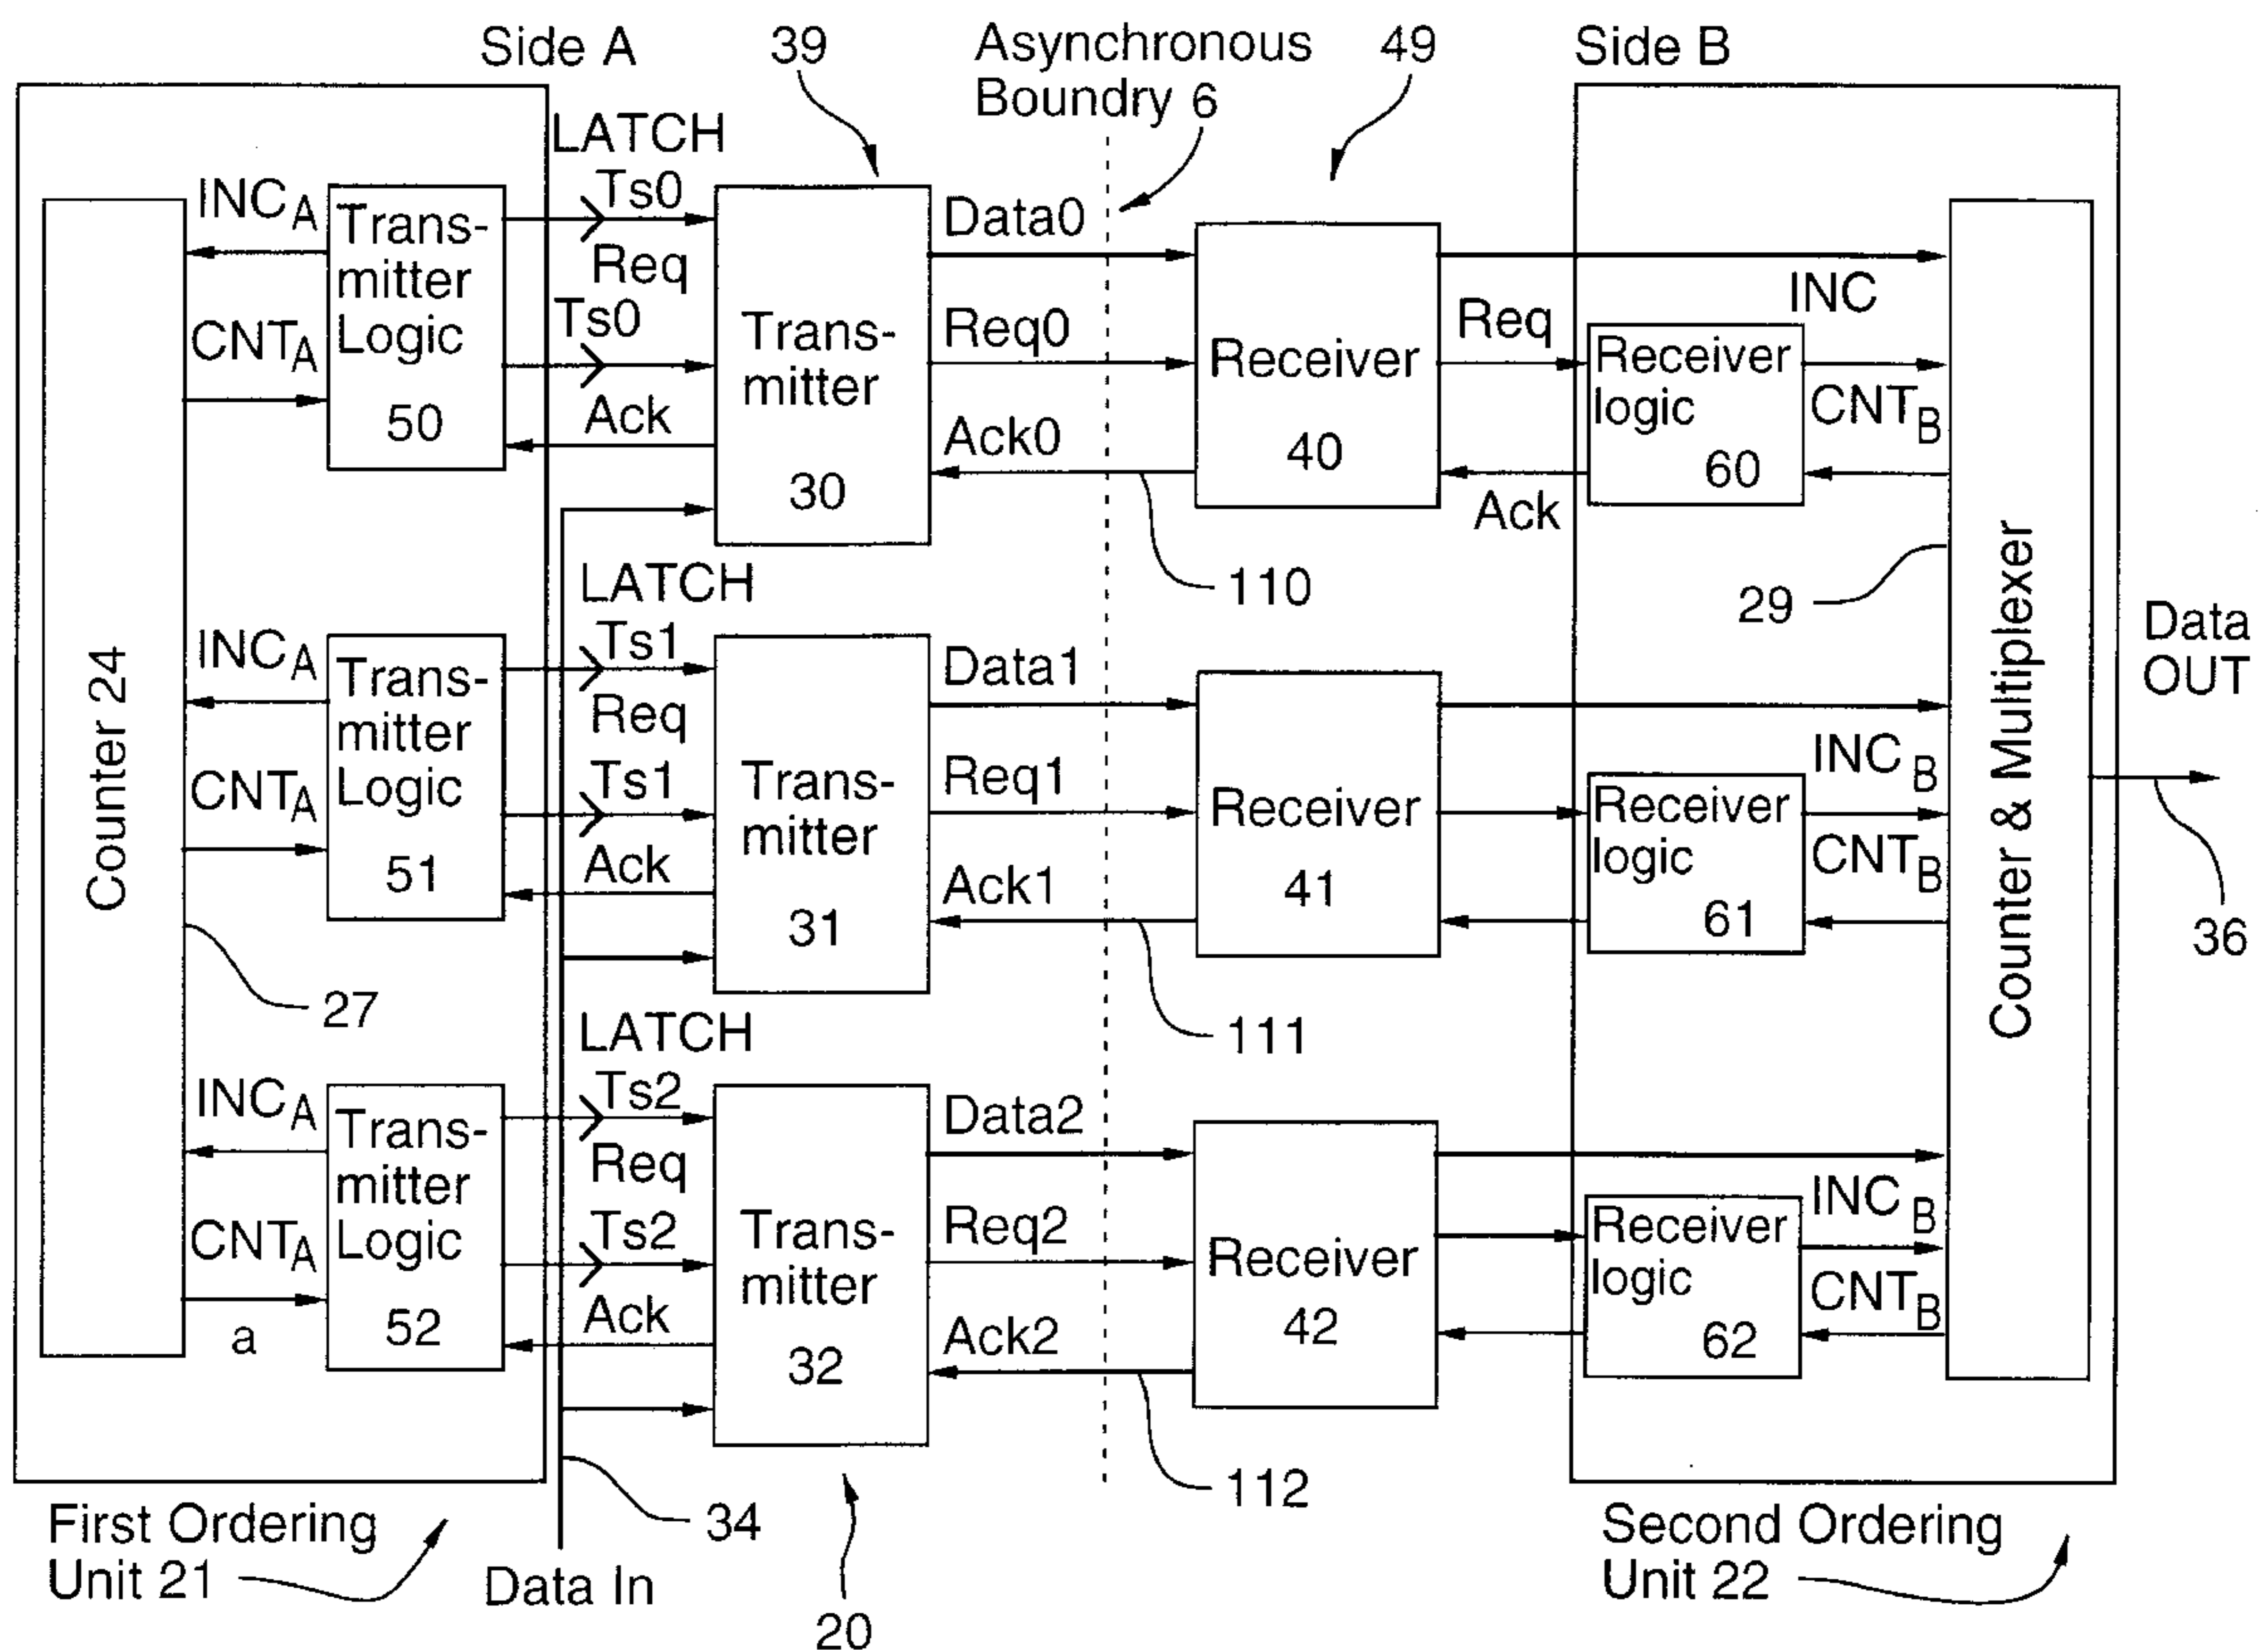 Side A
39
Asynchronous
Boundry 6
49
Side B
LATCH
Ts0
Req
Ts0
Ack
INCA
CNTA
Trans-
mitter
Logic
50
Trans-
mitter
30
Data0
Req0
Ack0
110
Receiver
40
Req
Ack
Receiver
logic
60
INC
CNTB
29
Counter 24
27
LATCH
Ts1
Req
Ts1
Ack
INCA
CNTA
Trans-
mitter
Logic
51
Trans-
mitter
31
Data1
Req1
Ack1
111
Receiver
41
Receiver
logic
61
INC B
CNTB
Counter & Multiplexer
Data
OUT
36
LATCH
Ts2
Req
Ts2
Ack
INCA
CNTA
a
Trans-
mitter
Logic
52
Trans-
mitter
32
Data2
Req2
Ack2
112
Receiver
42
Receiver
logic
62
INC B
CNTB
First Ordering
Unit 21
34
Data In
20
Second Ordering
Unit 22